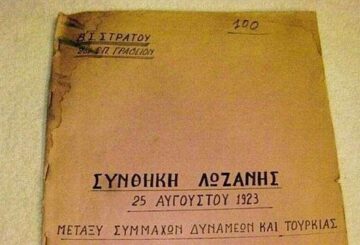 Β' Σ. ΣΤΡΑΤΟΥ
ΓΡΑΦΕΙΟΝ
100
ΣΥΝΘΗΚΗ ΛΩΖΑΝΗΣ
25 ΑΥΓΟΥΣΤΟΥ 1923
ΜΕΤΑΞΥ ΣΥΜΜΑΧΩΝ ΔΥΝΑΜΕΩΝ ΚΑΙ ΤΟΥΡΚΙΑΣ